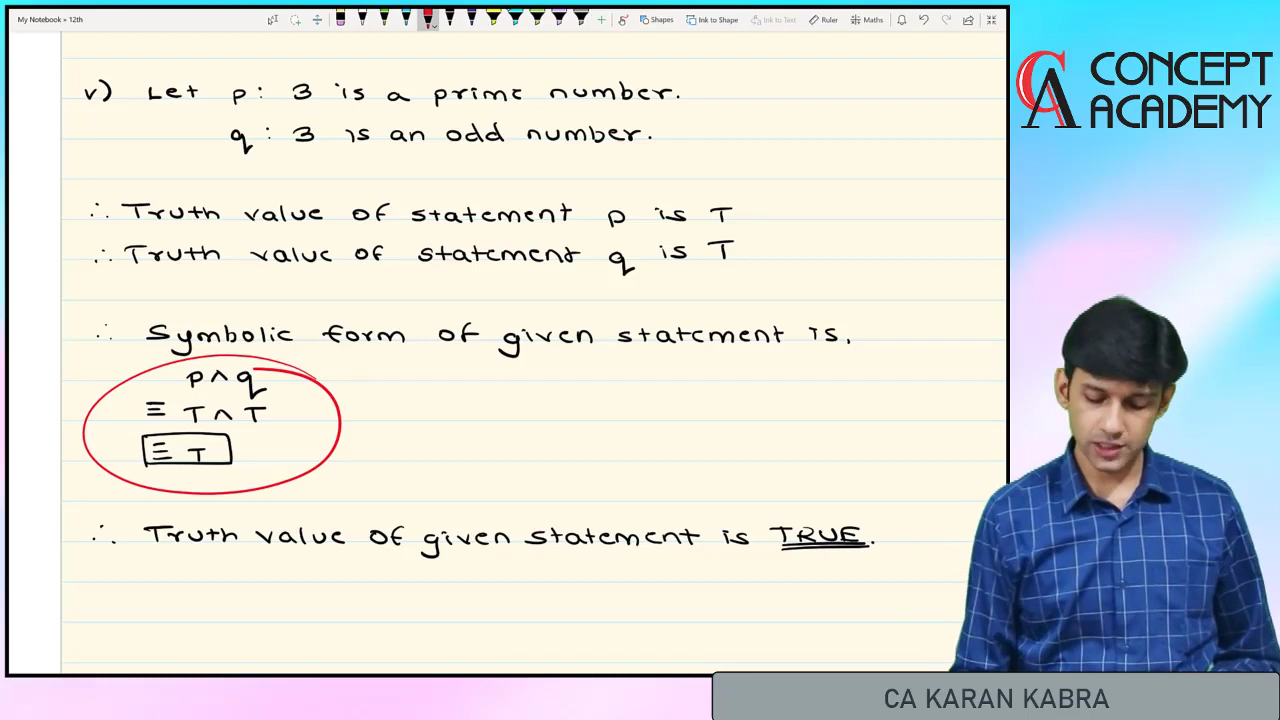 My Notebook » 12th
Shapes
Ink to Shape
Ink to Text
Ruler
Maths
CONCEPT
ACADEMY
v) Let p: 3 is a prime number.
q: 3 is an odd number.
∴ Truth value of statement p is T
∴ Truth value of statement q is T
∴ Symbolic form of given statement is.
p ∧ q
≡ T ∧ T
≡ T
∴ Truth value of given statement is TRUE.
CA KARAN KABRA